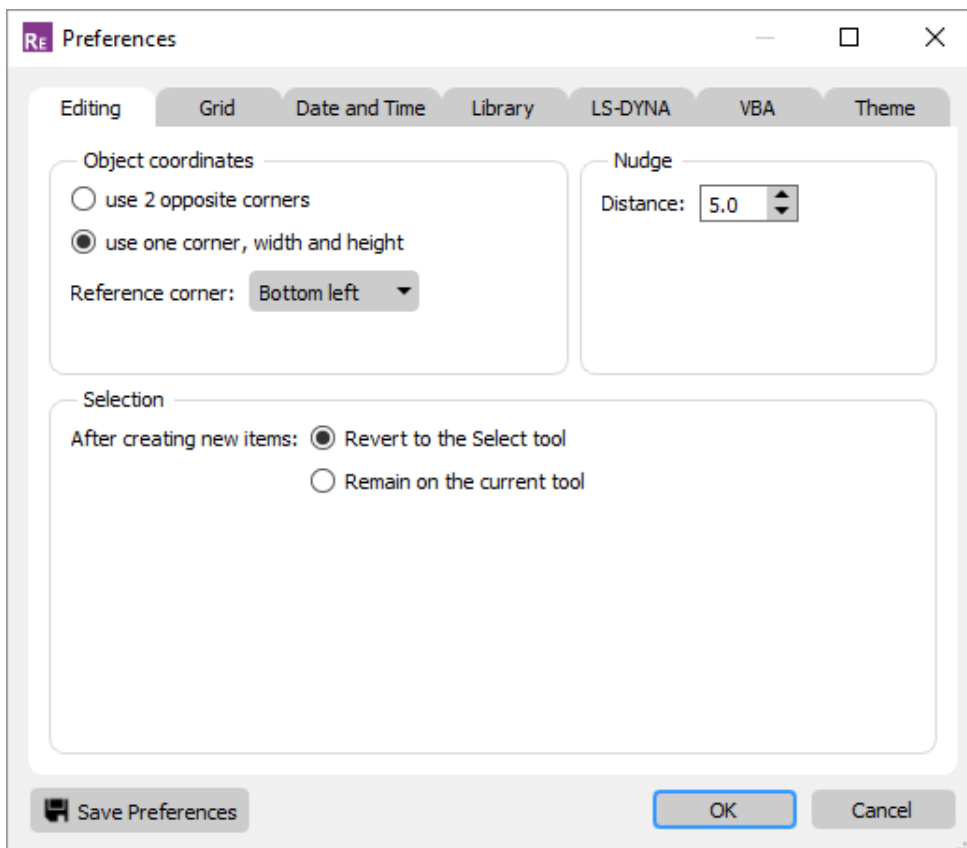 RE Preferences
Editing Grid Date and Time Library LS-DYNA VBA Theme
Object coordinates
use 2 opposite corners
use one corner, width and height
Reference corner: Bottom left
Nudge
Distance: 5.0
Selection
After creating new items: Revert to the Select tool
Remain on the current tool
Save Preferences OK Cancel